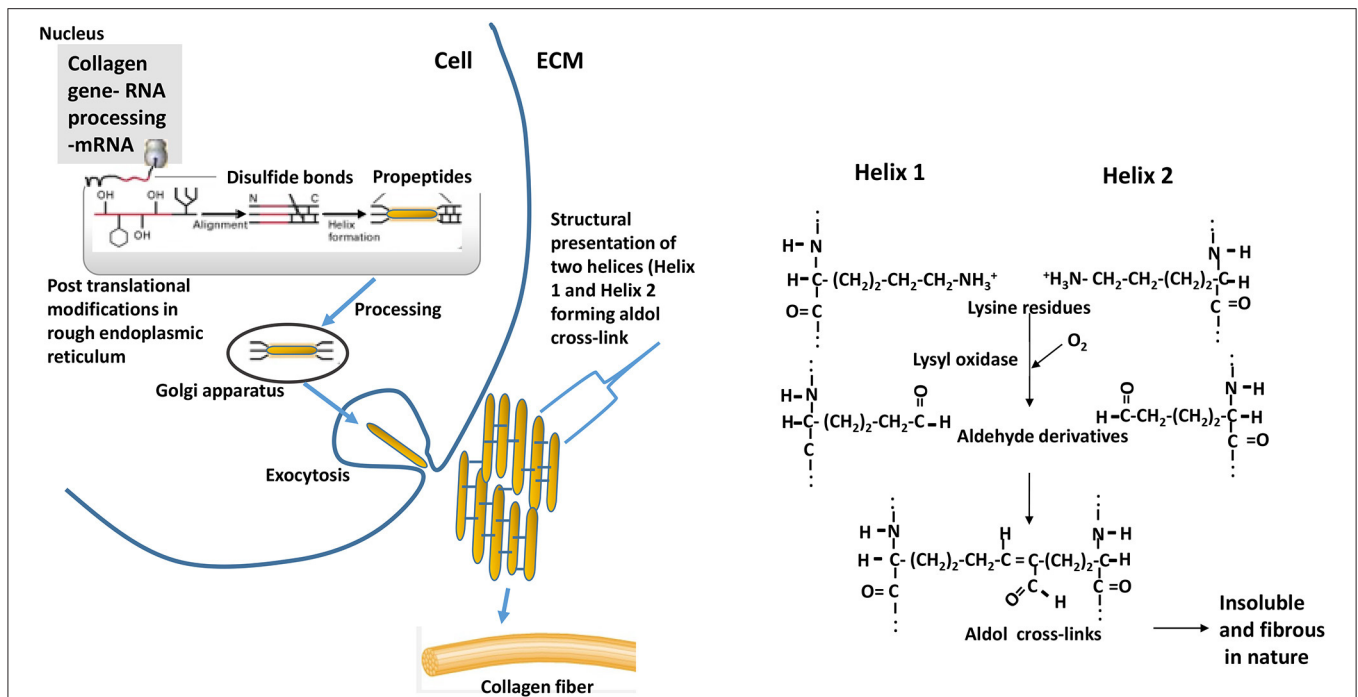 Nucleus
Collagen
gene- RNA
processing
-mRNA
Cell
ECM
Disulfide bonds
Propeptides
OH
OH
OH
N
C
Alignment
Helix
formation
Post translational
modifications in
rough endoplasmic
reticulum
Processing
Golgi apparatus
Exocytosis
Structural
presentation of
two helices (Helix
1 and Helix 2
forming aldol
cross-link
Collagen fiber
Helix 1
Helix 2
H–N
H–C-(CH₂)₂-CH₂-CH₂-NH₃⁺
O=C
N–H
⁺H₃N-CH₂-CH₂-(CH₂)₂C–H
C=O
Lysine residues
Lysyl oxidase
O₂
H–N
O
H–C-(CH₂)₂-CH₂-C–H
C
N–H
O
H–CCH₂-(CH₂)₂C–H
C=O
Aldehyde derivatives
H–N
H
N–H
H–C-(CH₂)₂-CH₂-C=C-(CH₂)₂C–H
O=C
O
C
H
C=O
Aldol cross-links
Insoluble
and fibrous
in nature